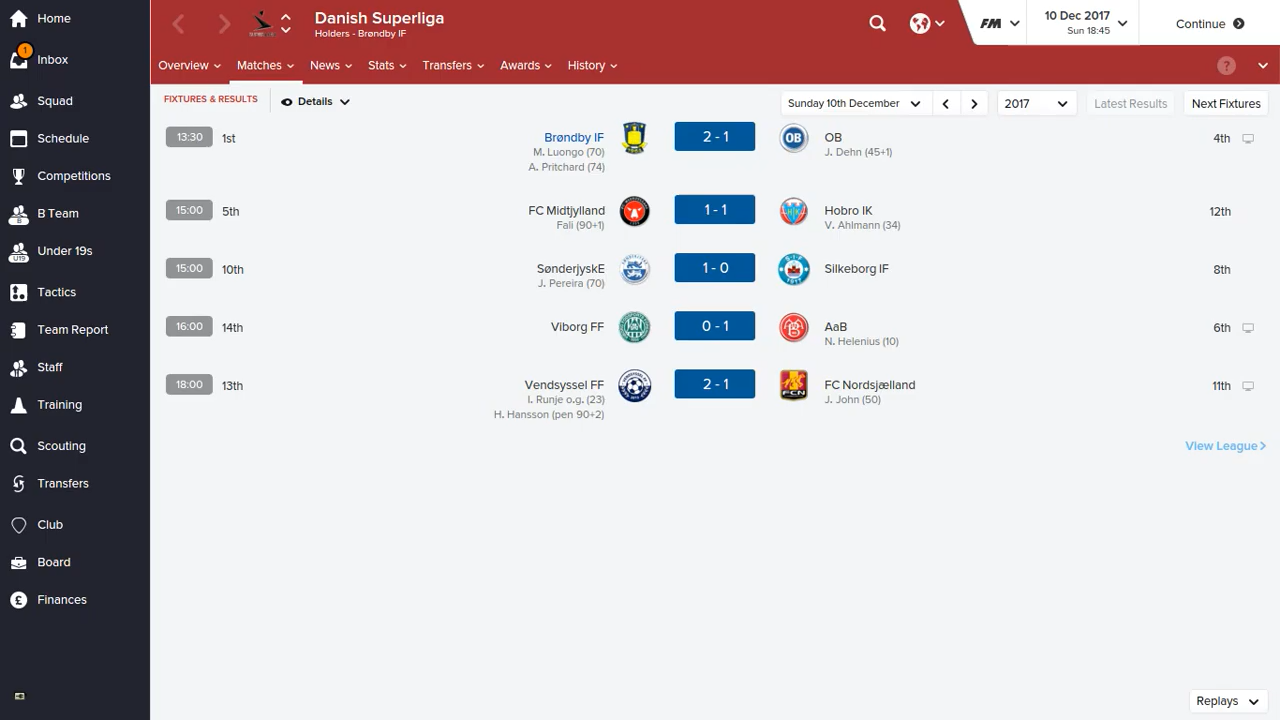 Home
1
Inbox
Squad
Schedule
Competitions
B Team
Under 19s
Tactics
Team Report
Staff
Training
Scouting
Transfers
Club
Board
Finances
Danish Superliga
Holders - Brøndby IF
FM
10 Dec 2017
Sun 18:45
Continue
Overview
Matches
News
Stats
Transfers
Awards
History
?
FIXTURES & RESULTS
Details
Sunday 10th December
2017
Latest Results
Next Fixtures
13:30 1st Brøndby IF 2 - 1 OB 4th
M. Luongo (70) J. Dehn (45+1)
A. Pritchard (74)
15:00 5th FC Midtjylland 1 - 1 Hobro IK 12th
Fali (90+1) V. Ahlmann (34)
15:00 10th SønderjyskE 1 - 0 Silkeborg IF 8th
J. Pereira (70)
16:00 14th Viborg FF 0 - 1 AaB 6th
N. Helenius (10)
18:00 13th Vendsyssel FF 2 - 1 FC Nordsjælland 11th
I. Runje o.g. (23) J. John (50)
H. Hansson (pen 90+2)
View League
Replays